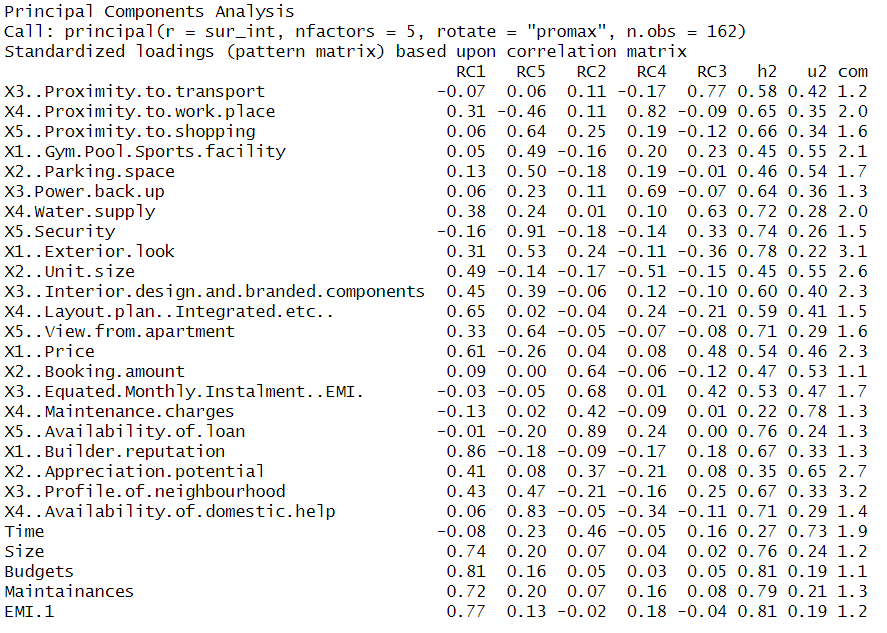 Principal Components Analysis
Call: principal(r = sur_int, nfactors = 5, rotate = "promax", n.obs = 162)
Standardized loadings (pattern matrix) based upon correlation matrix
RC1 RC5 RC2 RC4 RC3 h2 u2 com
X3..Proximity.to.transport -0.07 0.06 0.11 -0.17 0.77 0.58 0.42 1.2
X4..Proximity.to.work.place 0.31 -0.46 0.11 0.82 -0.09 0.65 0.35 2.0
X5..Proximity.to.shopping 0.06 0.64 0.25 0.19 -0.12 0.66 0.34 1.6
X1..Gym.Pool.Sports.facility 0.05 0.49 -0.16 0.20 0.23 0.45 0.55 2.1
X2..Parking.space 0.13 0.50 -0.18 0.19 -0.01 0.46 0.54 1.7
X3.Power.back.up 0.06 0.23 0.11 0.69 -0.07 0.64 0.36 1.3
X4.Water.supply 0.38 0.24 0.01 0.10 0.63 0.72 0.28 2.0
X5.Security -0.16 0.91 -0.18 -0.14 0.33 0.74 0.26 1.5
X1..Exterior.look 0.31 0.53 0.24 -0.11 -0.36 0.78 0.22 3.1
X2..Unit.size 0.49 -0.14 -0.17 -0.51 -0.15 0.45 0.55 2.6
X3..Interior.design.and.branded.components 0.45 0.39 -0.06 0.12 -0.10 0.60 0.40 2.3
X4..Layout.plan..Integrated.etc.. 0.65 0.02 -0.04 0.24 -0.21 0.59 0.41 1.5
X5..View.from.apartment 0.33 0.64 -0.05 -0.07 -0.08 0.71 0.29 1.6
X1..Price 0.61 -0.26 0.04 0.08 0.48 0.54 0.46 2.3
X2..Booking.amount 0.09 0.00 0.64 -0.06 -0.12 0.47 0.53 1.1
X3..Equated.Monthly.Instalment..EMI. -0.03 -0.05 0.68 0.01 0.42 0.53 0.47 1.7
X4..Maintenance.charges -0.13 0.02 0.42 -0.09 0.01 0.22 0.78 1.3
X5..Availability.of.loan -0.01 -0.20 0.89 0.24 0.00 0.76 0.24 1.3
X1..Builder.reputation 0.86 -0.18 -0.09 -0.17 0.18 0.67 0.33 1.3
X2..Appreciation.potential 0.41 0.08 0.37 -0.21 0.08 0.35 0.65 2.7
X3..Profile.of.neighbourhood 0.43 0.47 -0.21 -0.16 0.25 0.67 0.33 3.2
X4..Availability.of.domestic.help 0.06 0.83 -0.05 -0.34 -0.11 0.71 0.29 1.4
Time -0.08 0.23 0.46 -0.05 0.16 0.27 0.73 1.9
Size 0.74 0.20 0.07 0.04 0.02 0.76 0.24 1.2
Budgets 0.81 0.16 0.05 0.03 0.05 0.81 0.19 1.1
Maintainances 0.72 0.20 0.07 0.16 0.08 0.79 0.21 1.3
EMI.1 0.77 0.13 -0.02 0.18 -0.04 0.81 0.19 1.2